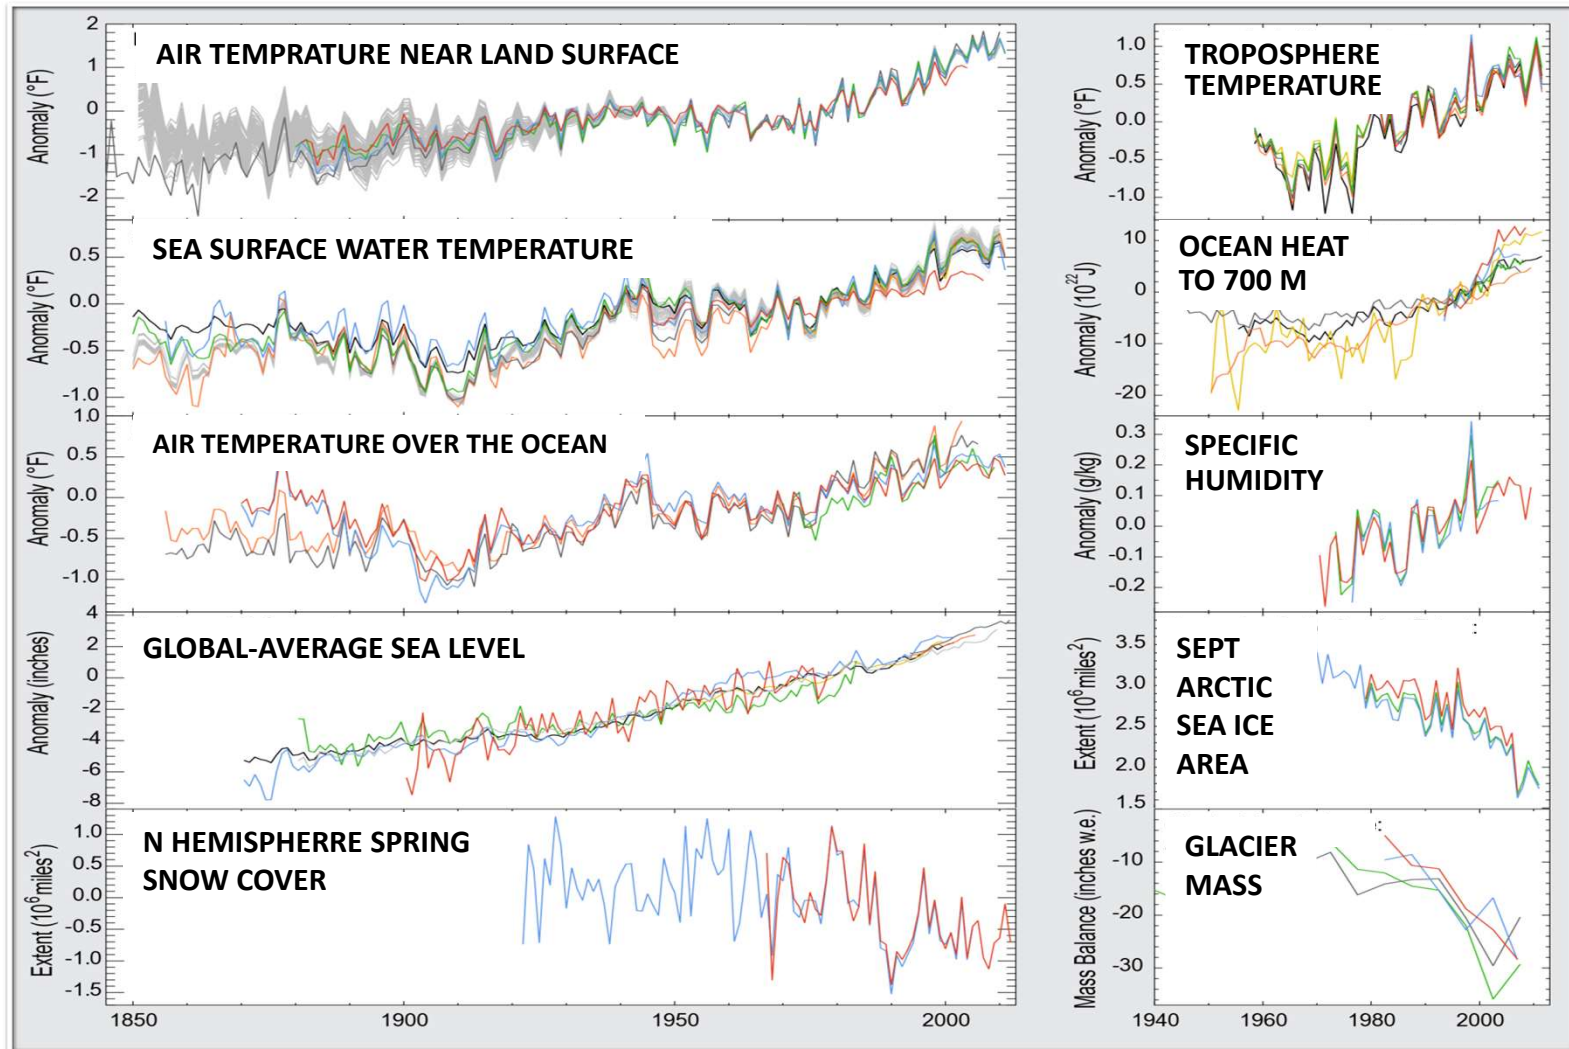 AIR TEMPRATURE NEAR LAND SURFACE
Anomaly (°F)
2
1
0
-1
-2
SEA SURFACE WATER TEMPERATURE
Anomaly (°F)
0.5
0.0
-0.5
-1.0
AIR TEMPERATURE OVER THE OCEAN
Anomaly (°F)
1.0
0.5
0.0
-0.5
-1.0
GLOBAL-AVERAGE SEA LEVEL
Anomaly (inches)
4
2
0
-2
-4
-6
-8
N HEMISPHERRE SPRING
SNOW COVER
Extent (10⁶ miles²)
1.0
0.5
0.0
-0.5
-1.0
-1.5
1850 1900 1950 2000
TROPOSPHERE
TEMPERATURE
Anomaly (°F)
1.0
0.5
0.0
-0.5
-1.0
OCEAN HEAT
TO 700 M
Anomaly (10²² J)
10
0
-10
-20
SPECIFIC
HUMIDITY
Anomaly (g/kg)
0.3
0.2
0.1
0.0
-0.1
-0.2
SEPT
ARCTIC
SEA ICE
AREA
Extent (10⁶ miles²)
3.5
3.0
2.5
2.0
1.5
GLACIER
MASS
Mass Balance (inches w.e.)
-10
-20
-30
1940 1960 1980 2000